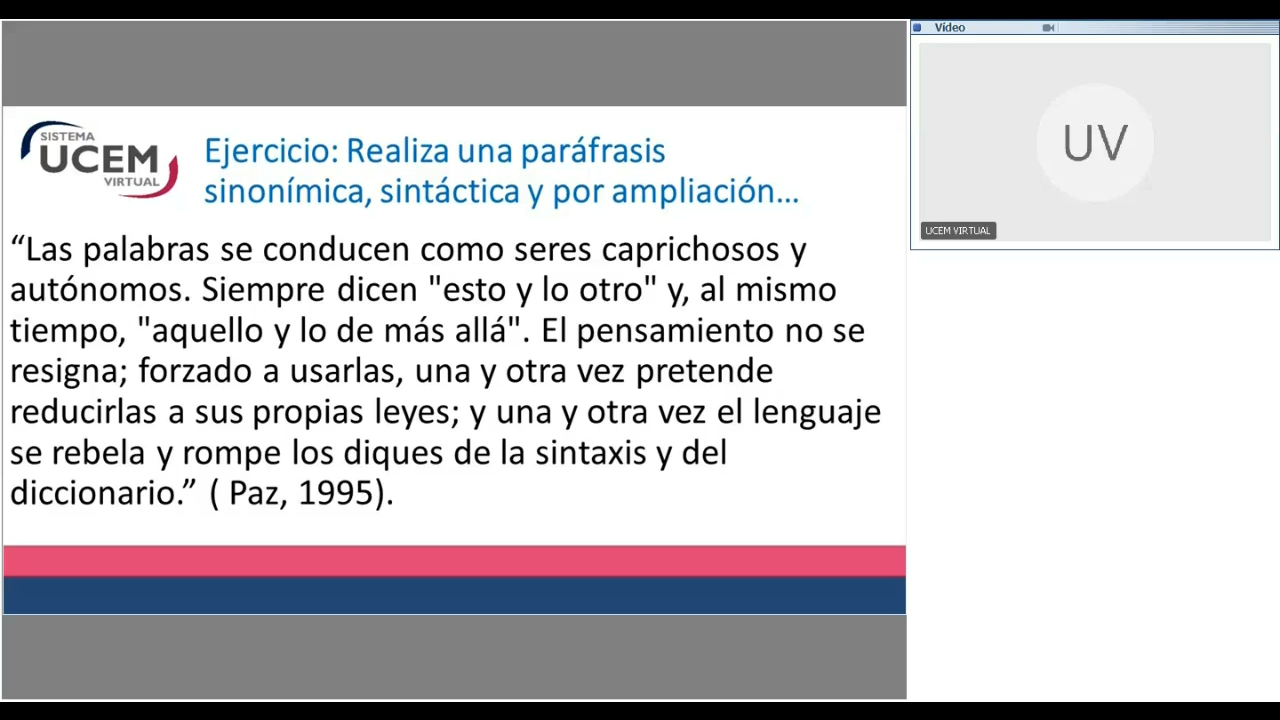 SISTEMA
UCEM
VIRTUAL
Ejercicio: Realiza una paráfrasis
sinonímica, sintáctica y por ampliación...
“Las palabras se conducen como seres caprichosos y
autónomos. Siempre dicen "esto y lo otro" y, al mismo
tiempo, "aquello y lo de más allá". El pensamiento no se
resigna; forzado a usarlas, una y otra vez pretende
reducirlas a sus propias leyes; y una y otra vez el lenguaje
se rebela y rompe los diques de la sintaxis y del
diccionario.” ( Paz, 1995).
Vídeo
UV
UCEM VIRTUAL